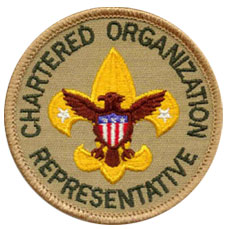 CHARTERED ORGANIZATION
REPRESENTATIVE